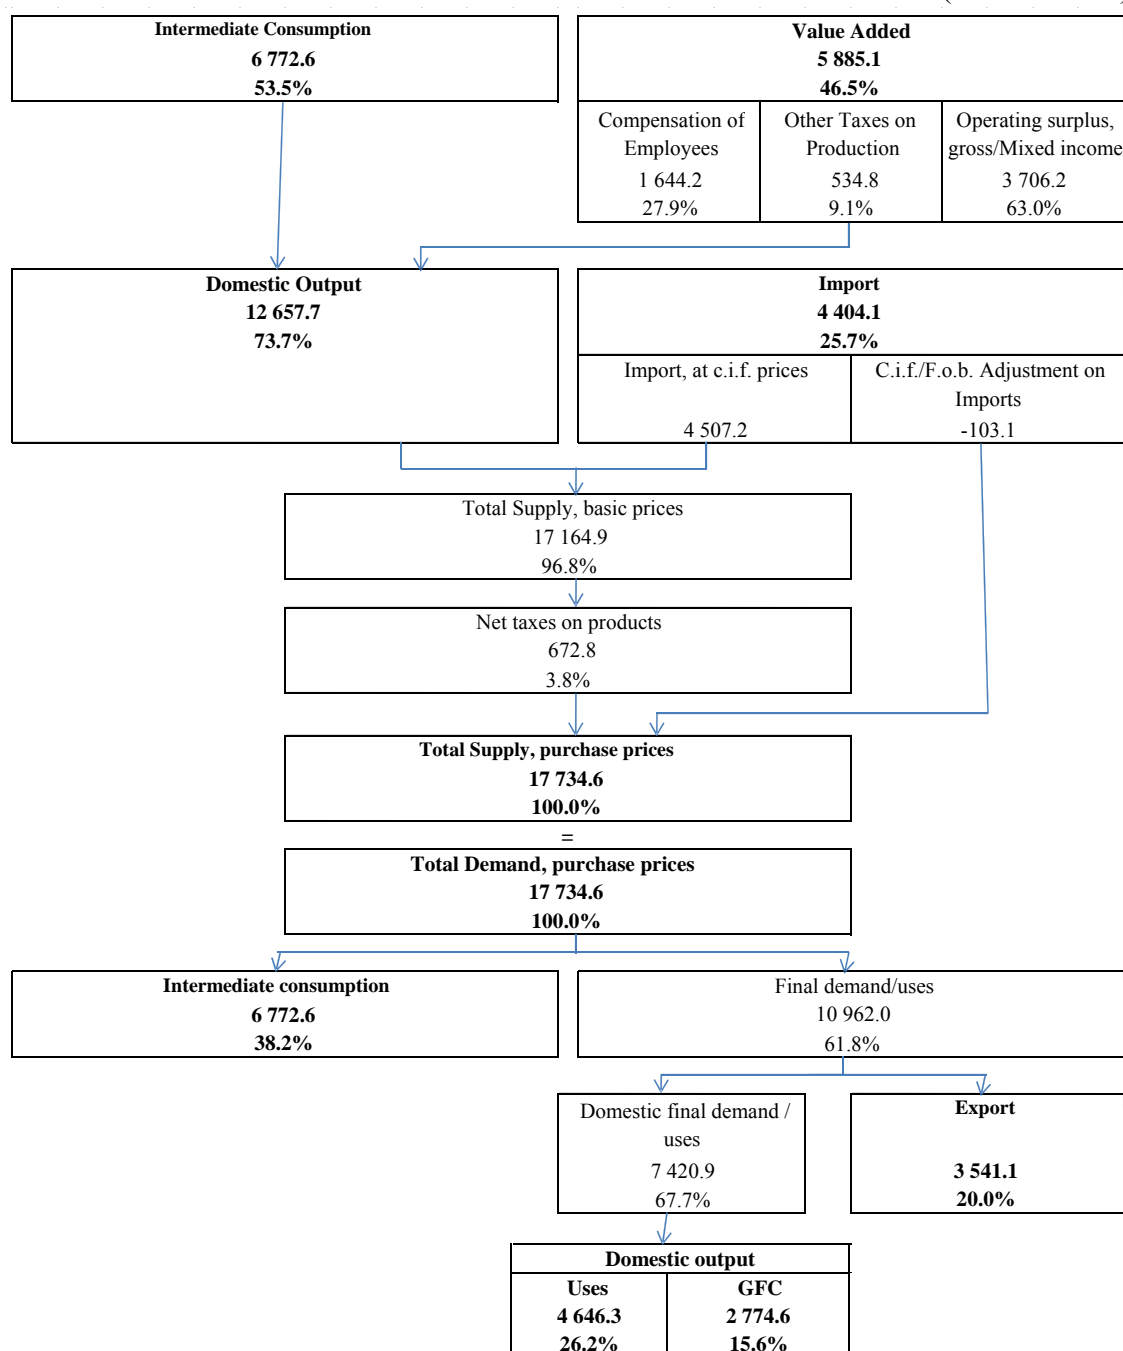 Intermediate Consumption
6 772.6
53.5%
Value Added
5 885.1
46.5%
Compensation of
Employees
1 644.2
27.9%
Other Taxes on
Production
534.8
9.1%
Operating surplus,
gross/Mixed income
3 706.2
63.0%
Domestic Output
12 657.7
73.7%
Import
4 404.1
25.7%
Import, at c.i.f. prices
4 507.2
C.i.f./F.o.b. Adjustment on
Imports
-103.1
Total Supply, basic prices
17 164.9
96.8%
Net taxes on products
672.8
3.8%
Total Supply, purchase prices
17 734.6
100.0%
=
Total Demand, purchase prices
17 734.6
100.0%
Intermediate consumption
6 772.6
38.2%
Final demand/uses
10 962.0
61.8%
Domestic final demand /
uses
7 420.9
67.7%
Export
3 541.1
20.0%
Domestic output
Uses
4 646.3
26.2%
GFC
2 774.6
15.6%